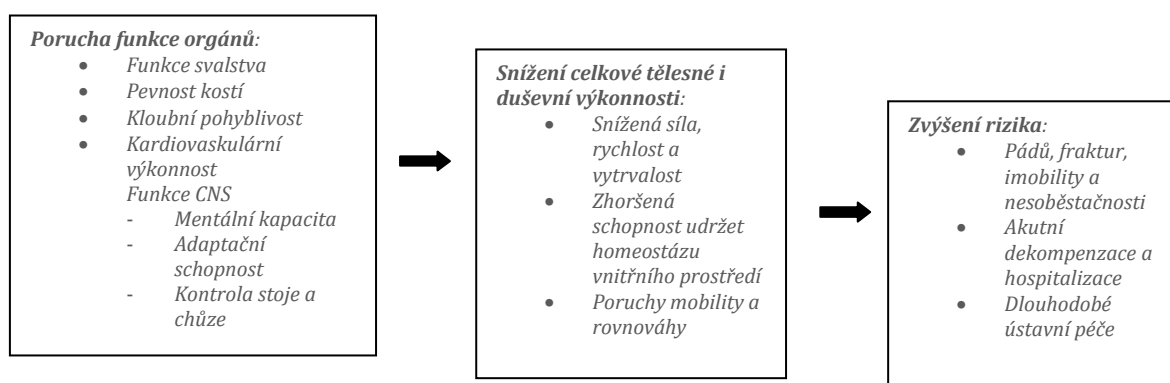 Porucha funkce orgánů:
• Funkce svalstva
• Pevnost kostí
• Kloubní pohyblivost
• Kardiovaskulární
výkonnost
Funkce CNS
- Mentální kapacita
- Adaptační
schopnost
- Kontrola stoje a
chůze
Snížení celkové tělesné i
duševní výkonnosti:
• Snížená síla,
rychlost a
vytrvalost
• Zhoršená
schopnost udržet
homeostázu
vnitřního prostředí
• Poruchy mobility a
rovnováhy
Zvýšení rizika:
• Pádů, fraktur,
imobility a
nesoběstačnosti
• Akutní
dekompenzace a
hospitalizace
• Dlouhodobé
ústavní péče